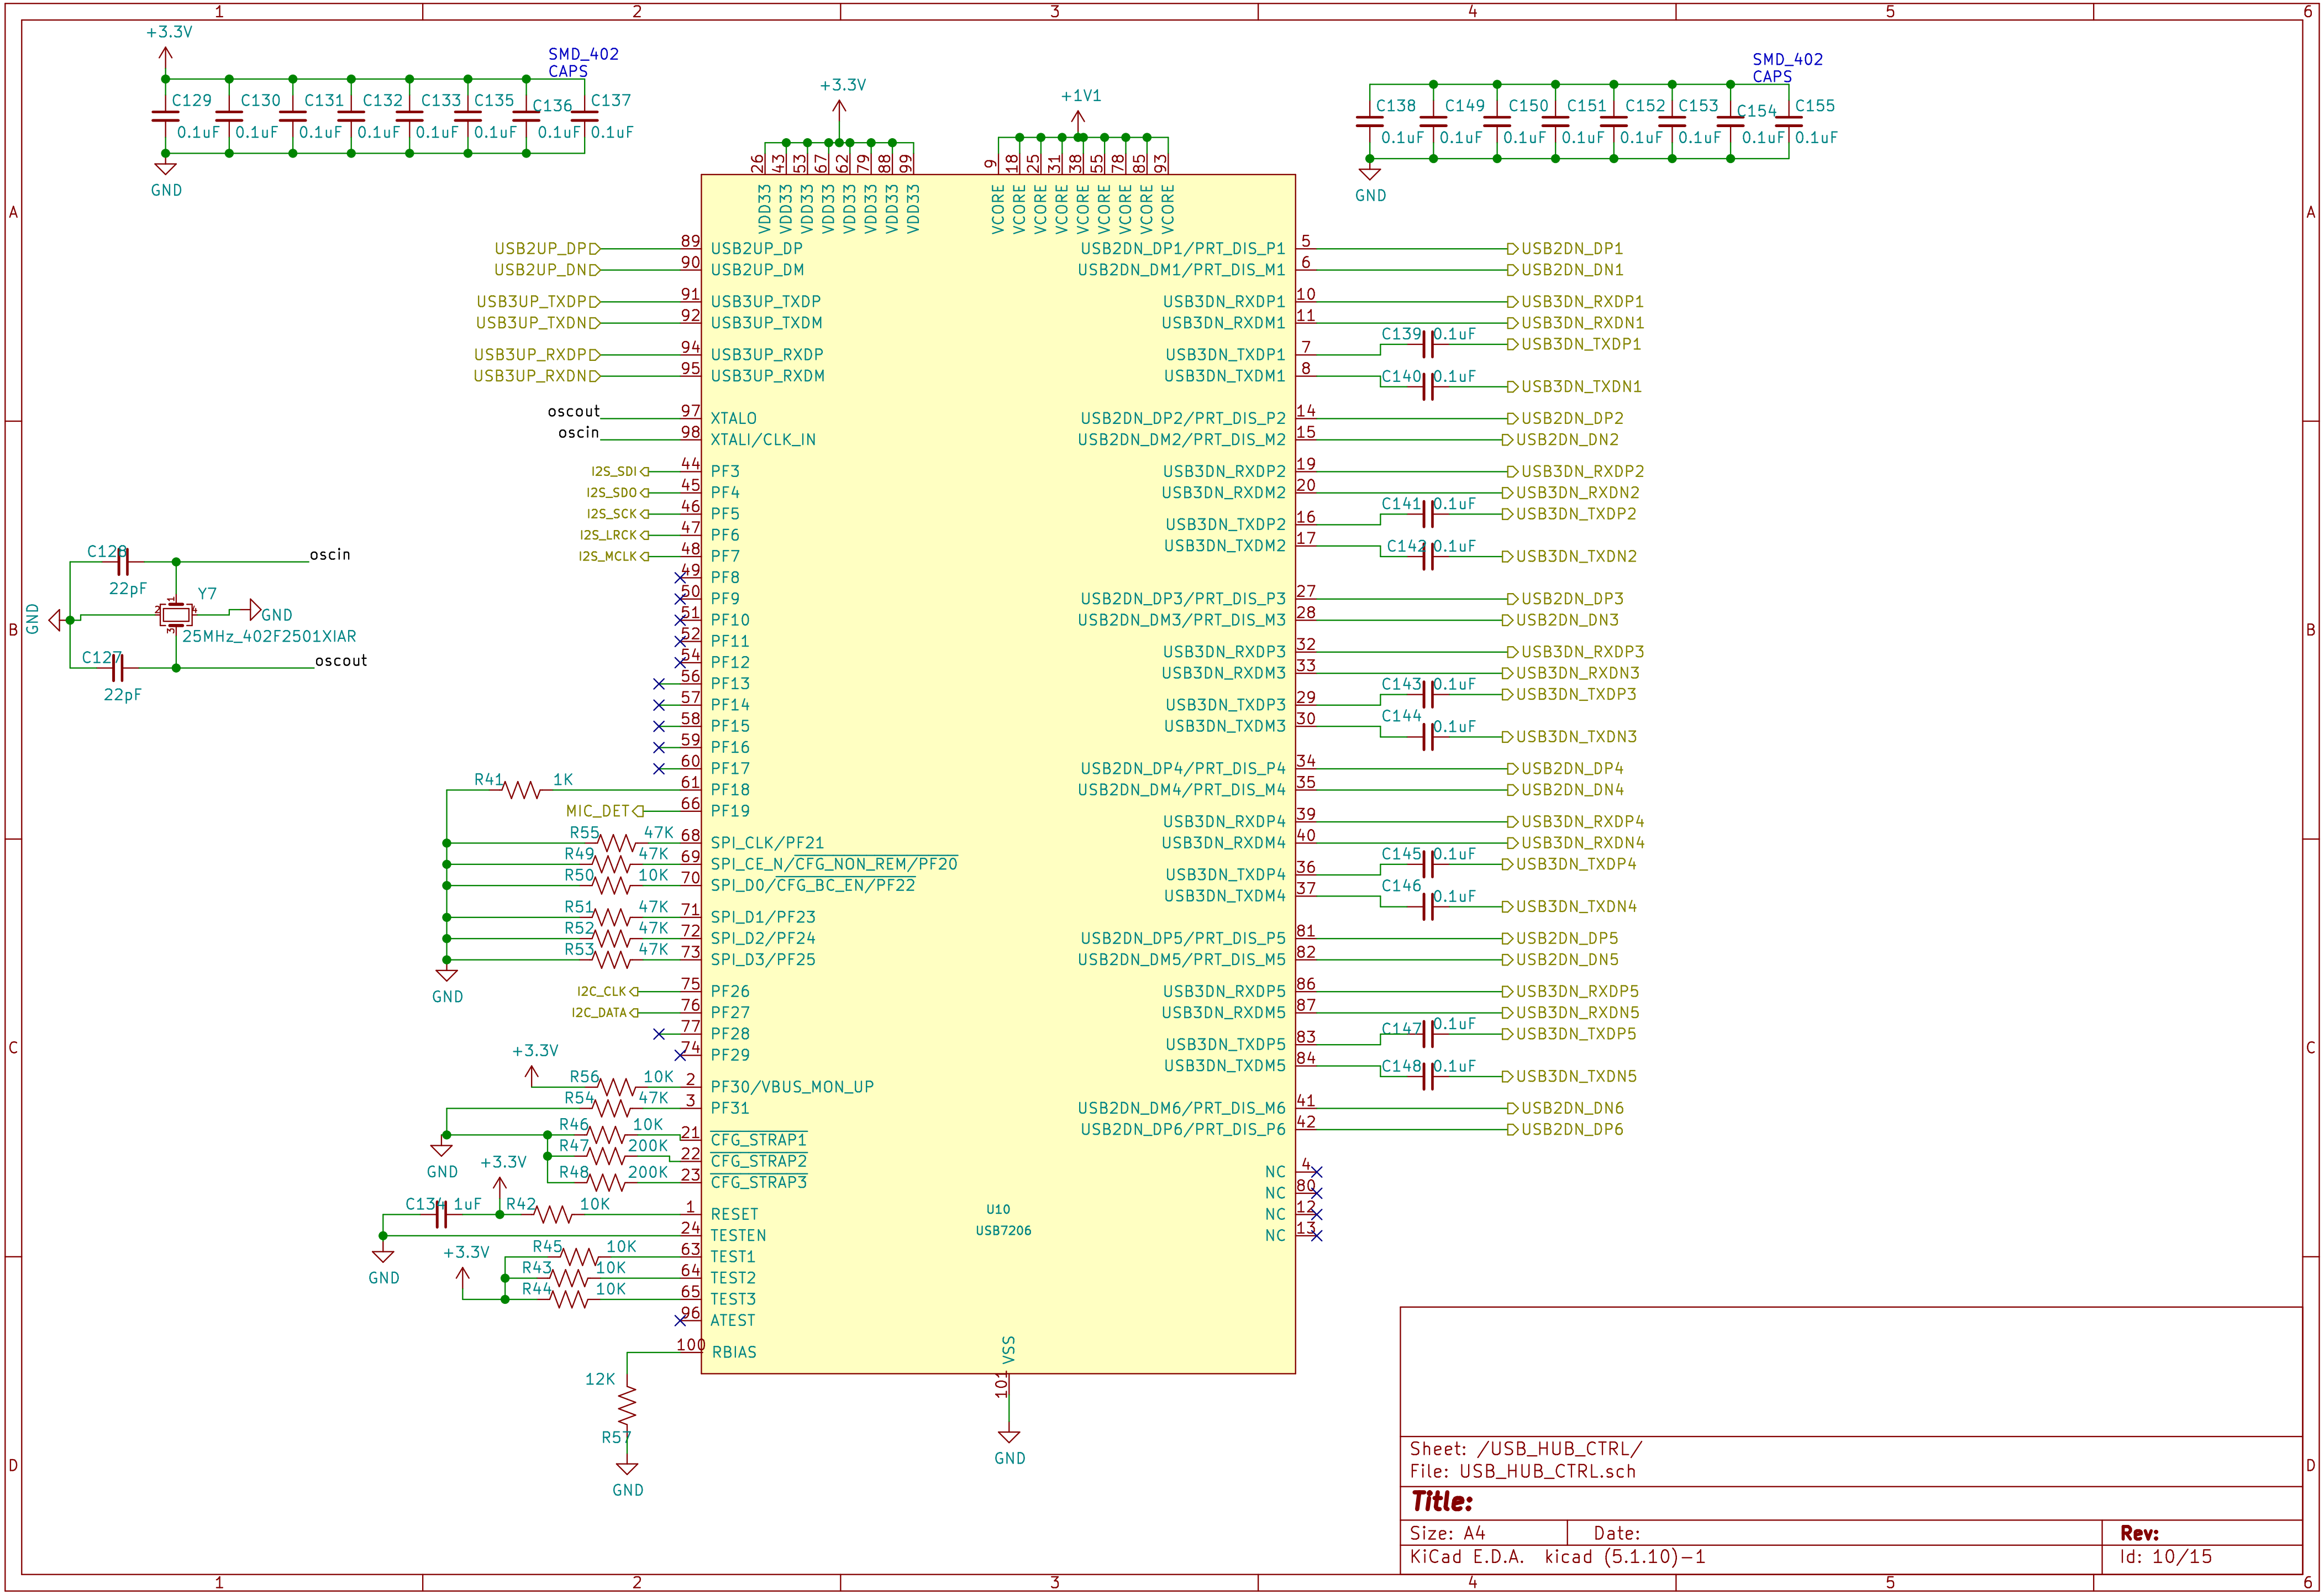 1 2 3 4 5 6
+3.3V
SMD_402
CAPS
C129 C130 C131 C132 C133 C135 C136 C137
0.1uF 0.1uF 0.1uF 0.1uF 0.1uF 0.1uF 0.1uF 0.1uF
GND
+3.3V
+1V1
SMD_402
CAPS
C138 C149 C150 C151 C152 C153 C154 C155
0.1uF 0.1uF 0.1uF 0.1uF 0.1uF 0.1uF 0.1uF 0.1uF
GND
26 43 53 67 62 79 88 99
VDD33 VDD33 VDD33 VDD33 VDD33 VDD33 VDD33 VDD33
9 18 25 31 38 55 78 85 93
VCORE VCORE VCORE VCORE VCORE VCORE VCORE VCORE VCORE
A A
USB2UP_DP 89 USB2UP_DP
USB2UP_DN 90 USB2UP_DM
USB3UP_TXDP 91 USB3UP_TXDP
USB3UP_TXDN 92 USB3UP_TXDM
USB3UP_RXDP 94 USB3UP_RXDP
USB3UP_RXDN 95 USB3UP_RXDM
oscout 97 XTALO
oscin 98 XTALI/CLK_IN
I2S_SDI 44 PF3
I2S_SDO 45 PF4
I2S_SCK 46 PF5
I2S_LRCK 47 PF6
I2S_MCLK 48 PF7
49 PF8
50 PF9
51 PF10
52 PF11
54 PF12
56 PF13
57 PF14
58 PF15
59 PF16
60 PF17
R41 1K 61 PF18
MIC_DET 66 PF19
R55 47K 68 SPI_CLK/PF21
R49 47K 69 SPI_CE_N/CFG_NON_REM/PF20
R50 10K 70 SPI_D0/CFG_BC_EN/PF22
R51 47K 71 SPI_D1/PF23
R52 47K 72 SPI_D2/PF24
R53 47K 73 SPI_D3/PF25
GND
I2C_CLK 75 PF26
I2C_DATA 76 PF27
77 PF28
74 PF29
+3.3V
R56 10K 2 PF30/VBUS_MON_UP
R54 47K 3 PF31
R46 10K 21 CFG_STRAP1
R47 200K 22 CFG_STRAP2
R48 200K 23 CFG_STRAP3
GND
+3.3V
C134 1uF R42 10K 1 RESET
24 TESTEN
GND
+3.3V
R45 10K 63 TEST1
R43 10K 64 TEST2
R44 10K 65 TEST3
96 ATEST
100 RBIAS
12K
R57
GND
C128
22pF
oscin
GND
Y7
1 2 3 4
GND
25MHz_402F2501XIAR
C127
22pF
oscout
B B
USB2DN_DP1/PRT_DIS_P1 5 USB2DN_DP1
USB2DN_DM1/PRT_DIS_M1 6 USB2DN_DN1
USB3DN_RXDP1 10 USB3DN_RXDP1
USB3DN_RXDM1 11 USB3DN_RXDN1
USB3DN_TXDP1 7 C139 0.1uF USB3DN_TXDP1
USB3DN_TXDM1 8 C140 0.1uF USB3DN_TXDN1
USB2DN_DP2/PRT_DIS_P2 14 USB2DN_DP2
USB2DN_DM2/PRT_DIS_M2 15 USB2DN_DN2
USB3DN_RXDP2 19 USB3DN_RXDP2
USB3DN_RXDM2 20 USB3DN_RXDN2
USB3DN_TXDP2 16 C141 0.1uF USB3DN_TXDP2
USB3DN_TXDM2 17 C142 0.1uF USB3DN_TXDN2
USB2DN_DP3/PRT_DIS_P3 27 USB2DN_DP3
USB2DN_DM3/PRT_DIS_M3 28 USB2DN_DN3
USB3DN_RXDP3 32 USB3DN_RXDP3
USB3DN_RXDM3 33 USB3DN_RXDN3
USB3DN_TXDP3 29 C143 0.1uF USB3DN_TXDP3
USB3DN_TXDM3 30 C144 0.1uF USB3DN_TXDN3
USB2DN_DP4/PRT_DIS_P4 34 USB2DN_DP4
USB2DN_DM4/PRT_DIS_M4 35 USB2DN_DN4
USB3DN_RXDP4 39 USB3DN_RXDP4
USB3DN_RXDM4 40 USB3DN_RXDN4
USB3DN_TXDP4 36 C145 0.1uF USB3DN_TXDP4
USB3DN_TXDM4 37 C146 0.1uF USB3DN_TXDN4
USB2DN_DP5/PRT_DIS_P5 81 USB2DN_DP5
USB2DN_DM5/PRT_DIS_M5 82 USB2DN_DN5
USB3DN_RXDP5 86 USB3DN_RXDP5
USB3DN_RXDM5 87 USB3DN_RXDN5
USB3DN_TXDP5 83 C147 0.1uF USB3DN_TXDP5
USB3DN_TXDM5 84 C148 0.1uF USB3DN_TXDN5
USB2DN_DM6/PRT_DIS_M6 41 USB2DN_DN6
USB2DN_DP6/PRT_DIS_P6 42 USB2DN_DP6
NC 4
NC 80
NC 12
NC 13
C C
U10
USB7206
VSS
101
GND
D D
Sheet: /USB_HUB_CTRL/
File: USB_HUB_CTRL.sch
Title:
Size: A4 Date: Rev:
KiCad E.D.A. kicad (5.1.10)-1 Id: 10/15
1 2 3 4 5 6